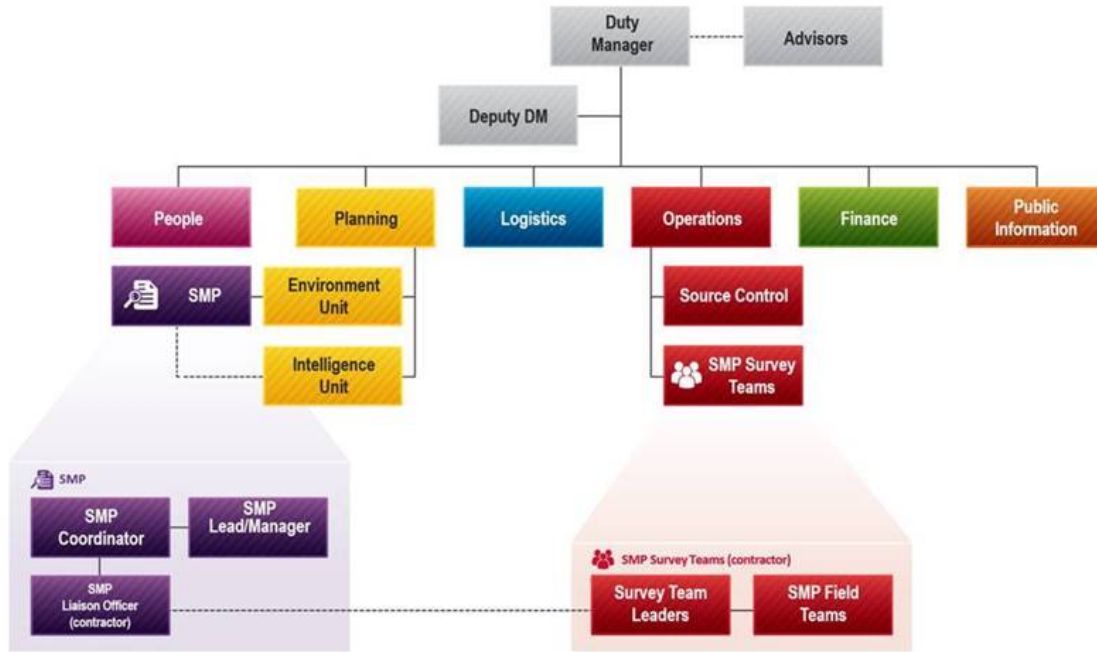 Duty
Manager
Advisors
Deputy DM
People
Planning
Logistics
Operations
Finance
Public
Information
SMP
Environment
Unit
Source Control
Intelligence
Unit
SMP Survey
Teams
SMP
SMP
Coordinator
SMP
Lead/Manager
SMP
Liaison Officer
(contractor)
SMP Survey Teams (contractor)
Survey Team
Leaders
SMP Field
Teams